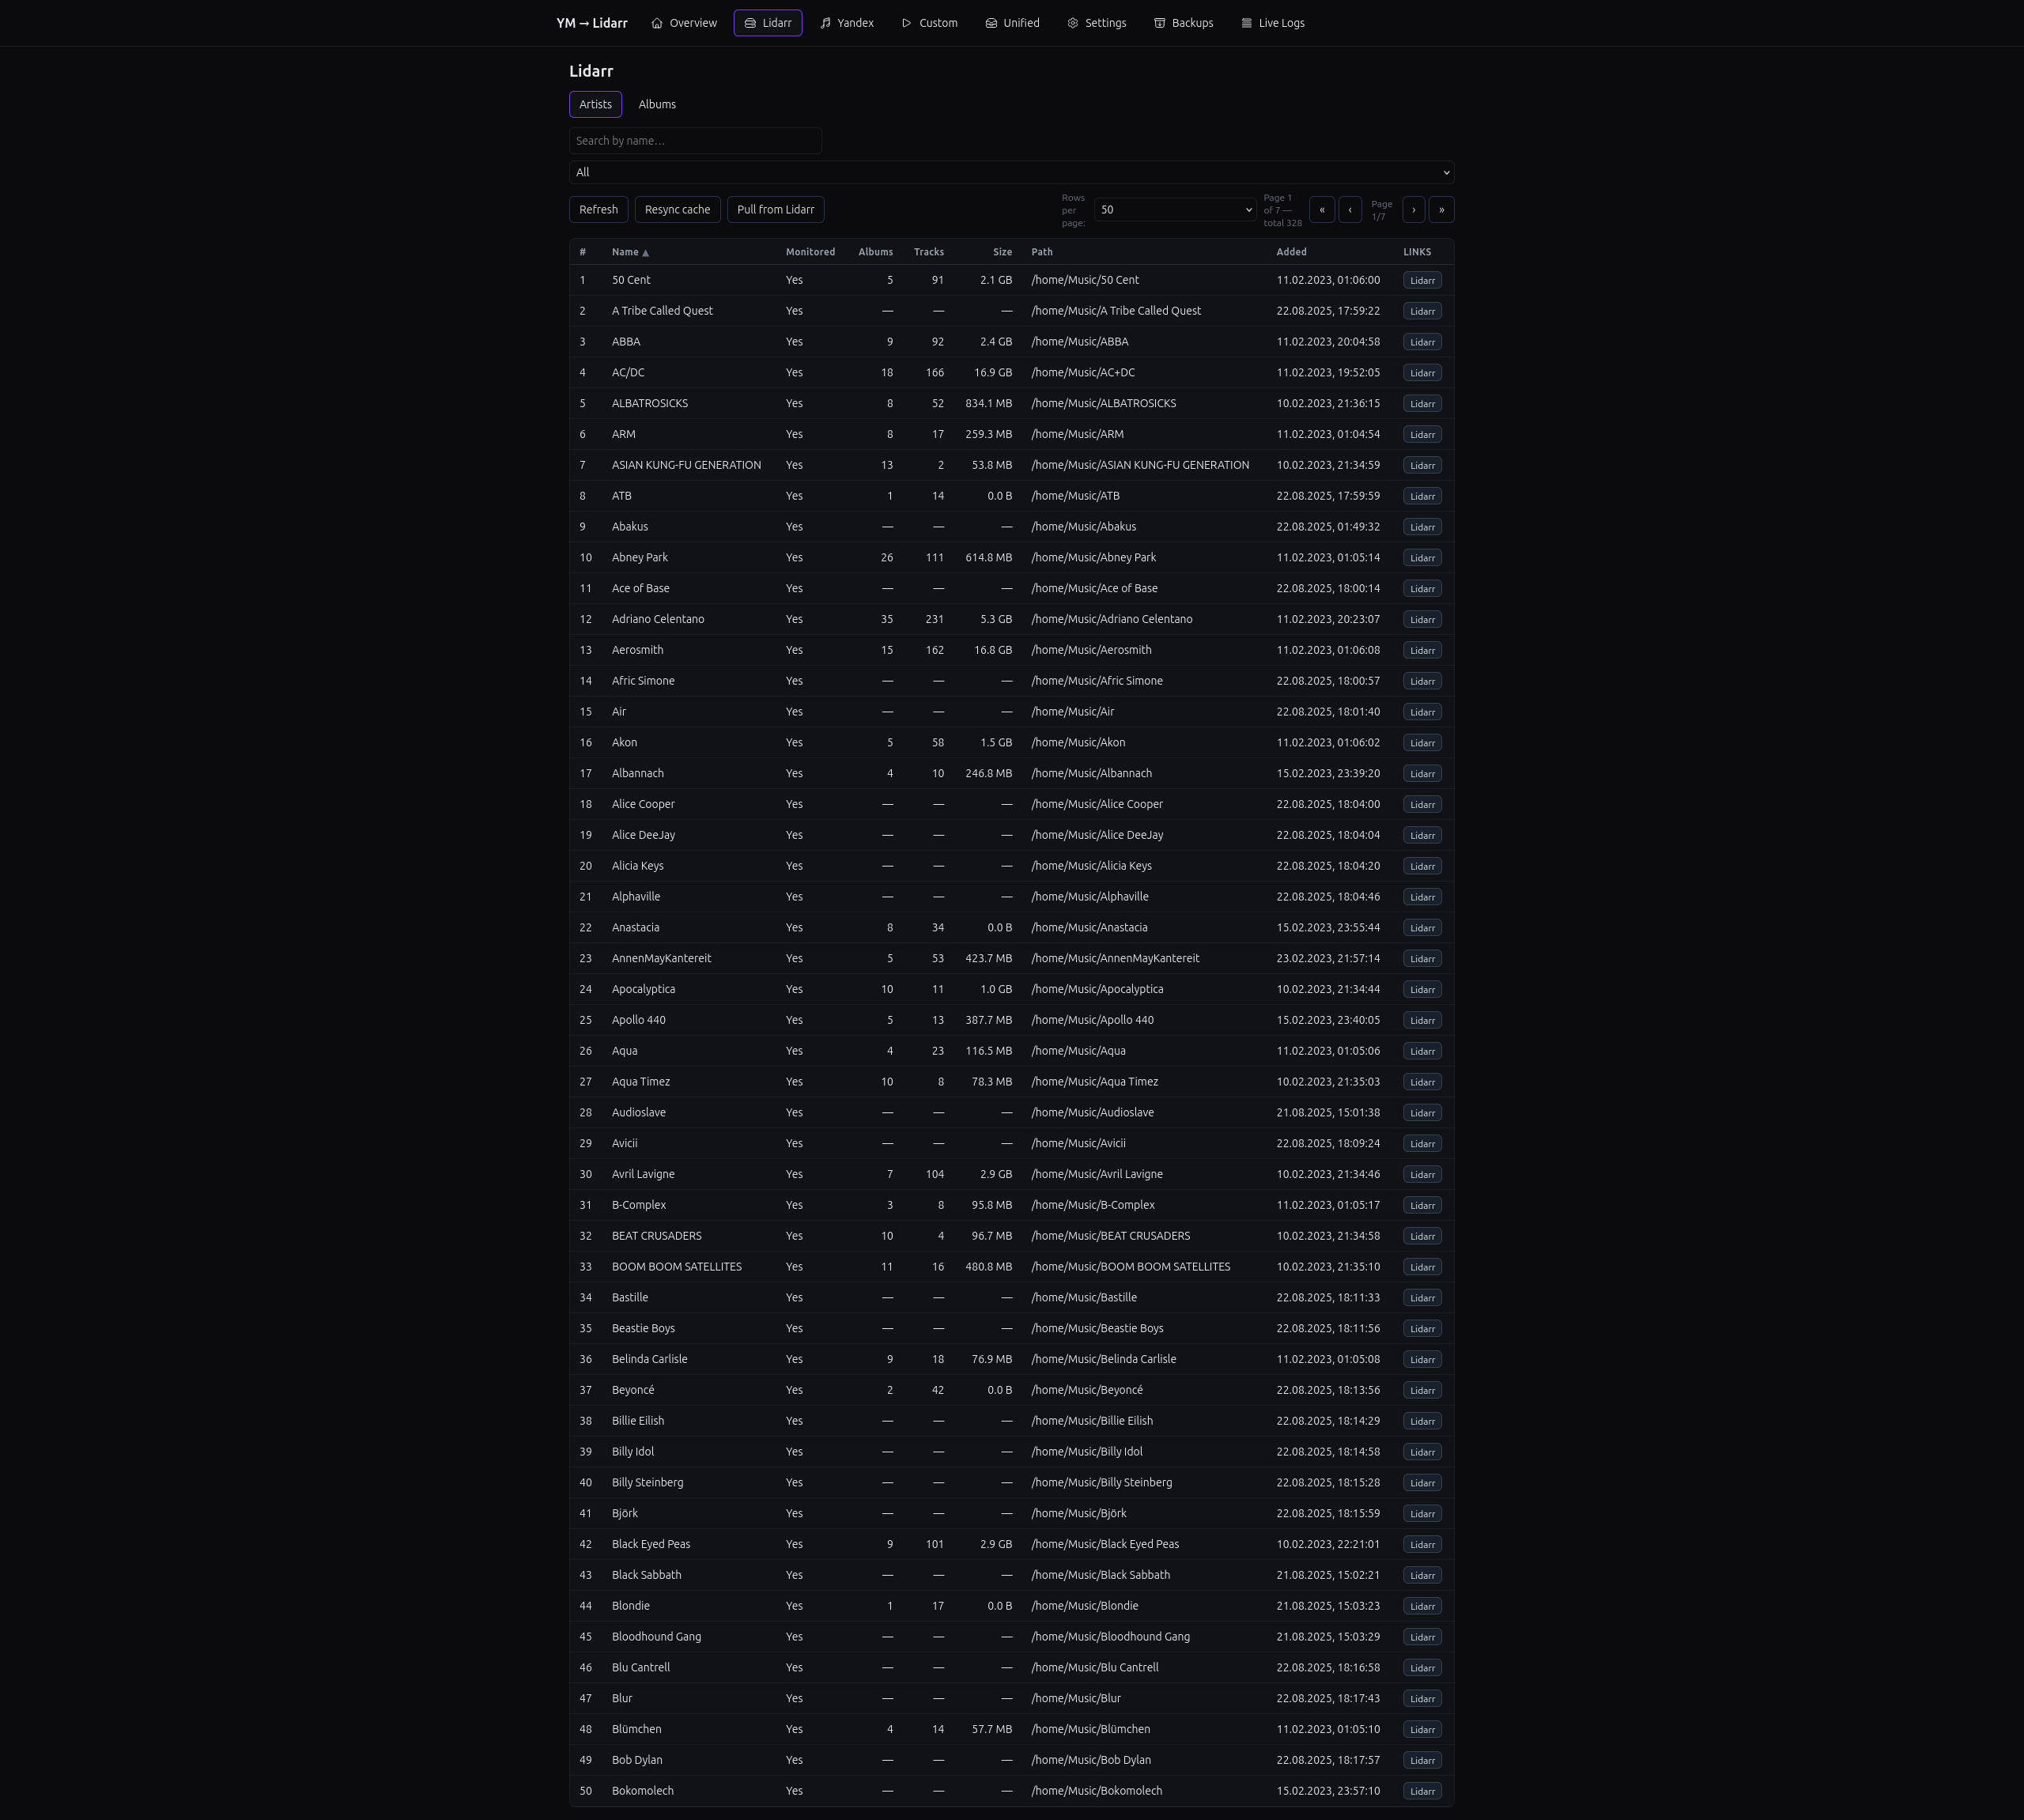 YM → Lidarr Overview Lidarr Yandex Custom Unified Settings Backups Live Logs
Lidarr
Artists Albums
Search by name...
All
Refresh Resync cache Pull from Lidarr Rows per page: 50 Page 1 of 7 — total 328 « ‹ Page 1/7 › »
# Name ▲ Monitored Albums Tracks Size Path Added LINKS
1 50 Cent Yes 5 91 2.1 GB /home/Music/50 Cent 11.02.2023, 01:06:00 Lidarr
2 A Tribe Called Quest Yes — — — /home/Music/A Tribe Called Quest 22.08.2025, 17:59:22 Lidarr
3 ABBA Yes 9 92 2.4 GB /home/Music/ABBA 11.02.2023, 20:04:58 Lidarr
4 AC/DC Yes 18 166 16.9 GB /home/Music/AC+DC 11.02.2023, 19:52:05 Lidarr
5 ALBATROSICKS Yes 8 52 834.1 MB /home/Music/ALBATROSICKS 10.02.2023, 21:36:15 Lidarr
6 ARM Yes 8 17 259.3 MB /home/Music/ARM 11.02.2023, 01:04:54 Lidarr
7 ASIAN KUNG-FU GENERATION Yes 13 2 53.8 MB /home/Music/ASIAN KUNG-FU GENERATION 10.02.2023, 21:34:59 Lidarr
8 ATB Yes 1 14 0.0 B /home/Music/ATB 22.08.2025, 17:59:59 Lidarr
9 Abakus Yes — — — /home/Music/Abakus 22.08.2025, 01:49:32 Lidarr
10 Abney Park Yes 26 111 614.8 MB /home/Music/Abney Park 11.02.2023, 01:05:14 Lidarr
11 Ace of Base Yes — — — /home/Music/Ace of Base 22.08.2025, 18:00:14 Lidarr
12 Adriano Celentano Yes 35 231 5.3 GB /home/Music/Adriano Celentano 11.02.2023, 20:23:07 Lidarr
13 Aerosmith Yes 15 162 16.8 GB /home/Music/Aerosmith 11.02.2023, 01:06:08 Lidarr
14 Afric Simone Yes — — — /home/Music/Afric Simone 22.08.2025, 18:00:57 Lidarr
15 Air Yes — — — /home/Music/Air 22.08.2025, 18:01:40 Lidarr
16 Akon Yes 5 58 1.5 GB /home/Music/Akon 11.02.2023, 01:06:02 Lidarr
17 Albannach Yes 4 10 246.8 MB /home/Music/Albannach 15.02.2023, 23:39:20 Lidarr
18 Alice Cooper Yes — — — /home/Music/Alice Cooper 22.08.2025, 18:04:00 Lidarr
19 Alice DeeJay Yes — — — /home/Music/Alice DeeJay 22.08.2025, 18:04:04 Lidarr
20 Alicia Keys Yes — — — /home/Music/Alicia Keys 22.08.2025, 18:04:20 Lidarr
21 Alphaville Yes — — — /home/Music/Alphaville 22.08.2025, 18:04:46 Lidarr
22 Anastacia Yes 8 34 0.0 B /home/Music/Anastacia 15.02.2023, 23:55:44 Lidarr
23 AnnenMayKantereit Yes 5 53 423.7 MB /home/Music/AnnenMayKantereit 23.02.2023, 21:57:14 Lidarr
24 Apocalyptica Yes 10 11 1.0 GB /home/Music/Apocalyptica 10.02.2023, 21:34:44 Lidarr
25 Apollo 440 Yes 5 13 387.7 MB /home/Music/Apollo 440 15.02.2023, 23:40:05 Lidarr
26 Aqua Yes 4 23 116.5 MB /home/Music/Aqua 11.02.2023, 01:05:06 Lidarr
27 Aqua Timez Yes 10 8 78.3 MB /home/Music/Aqua Timez 10.02.2023, 21:35:03 Lidarr
28 Audioslave Yes — — — /home/Music/Audioslave 21.08.2025, 15:01:38 Lidarr
29 Avicii Yes — — — /home/Music/Avicii 22.08.2025, 18:09:24 Lidarr
30 Avril Lavigne Yes 7 104 2.9 GB /home/Music/Avril Lavigne 10.02.2023, 21:34:46 Lidarr
31 B-Complex Yes 3 8 95.8 MB /home/Music/B-Complex 11.02.2023, 01:05:17 Lidarr
32 BEAT CRUSADERS Yes 10 4 96.7 MB /home/Music/BEAT CRUSADERS 10.02.2023, 21:34:58 Lidarr
33 BOOM BOOM SATELLITES Yes 11 16 480.8 MB /home/Music/BOOM BOOM SATELLITES 10.02.2023, 21:35:10 Lidarr
34 Bastille Yes — — — /home/Music/Bastille 22.08.2025, 18:11:33 Lidarr
35 Beastie Boys Yes — — — /home/Music/Beastie Boys 22.08.2025, 18:11:56 Lidarr
36 Belinda Carlisle Yes 9 18 76.9 MB /home/Music/Belinda Carlisle 11.02.2023, 01:05:08 Lidarr
37 Beyoncé Yes 2 42 0.0 B /home/Music/Beyoncé 22.08.2025, 18:13:56 Lidarr
38 Billie Eilish Yes — — — /home/Music/Billie Eilish 22.08.2025, 18:14:29 Lidarr
39 Billy Idol Yes — — — /home/Music/Billy Idol 22.08.2025, 18:14:58 Lidarr
40 Billy Steinberg Yes — — — /home/Music/Billy Steinberg 22.08.2025, 18:15:28 Lidarr
41 Björk Yes — — — /home/Music/Björk 22.08.2025, 18:15:59 Lidarr
42 Black Eyed Peas Yes 9 101 2.9 GB /home/Music/Black Eyed Peas 10.02.2023, 22:21:01 Lidarr
43 Black Sabbath Yes — — — /home/Music/Black Sabbath 21.08.2025, 15:02:21 Lidarr
44 Blondie Yes 1 17 0.0 B /home/Music/Blondie 21.08.2025, 15:03:23 Lidarr
45 Bloodhound Gang Yes — — — /home/Music/Bloodhound Gang 21.08.2025, 15:03:29 Lidarr
46 Blu Cantrell Yes — — — /home/Music/Blu Cantrell 22.08.2025, 18:16:58 Lidarr
47 Blur Yes — — — /home/Music/Blur 22.08.2025, 18:17:43 Lidarr
48 Blümchen Yes 4 14 57.7 MB /home/Music/Blümchen 11.02.2023, 01:05:10 Lidarr
49 Bob Dylan Yes — — — /home/Music/Bob Dylan 22.08.2025, 18:17:57 Lidarr
50 Bokomolech Yes — — — /home/Music/Bokomolech 15.02.2023, 23:57:10 Lidarr